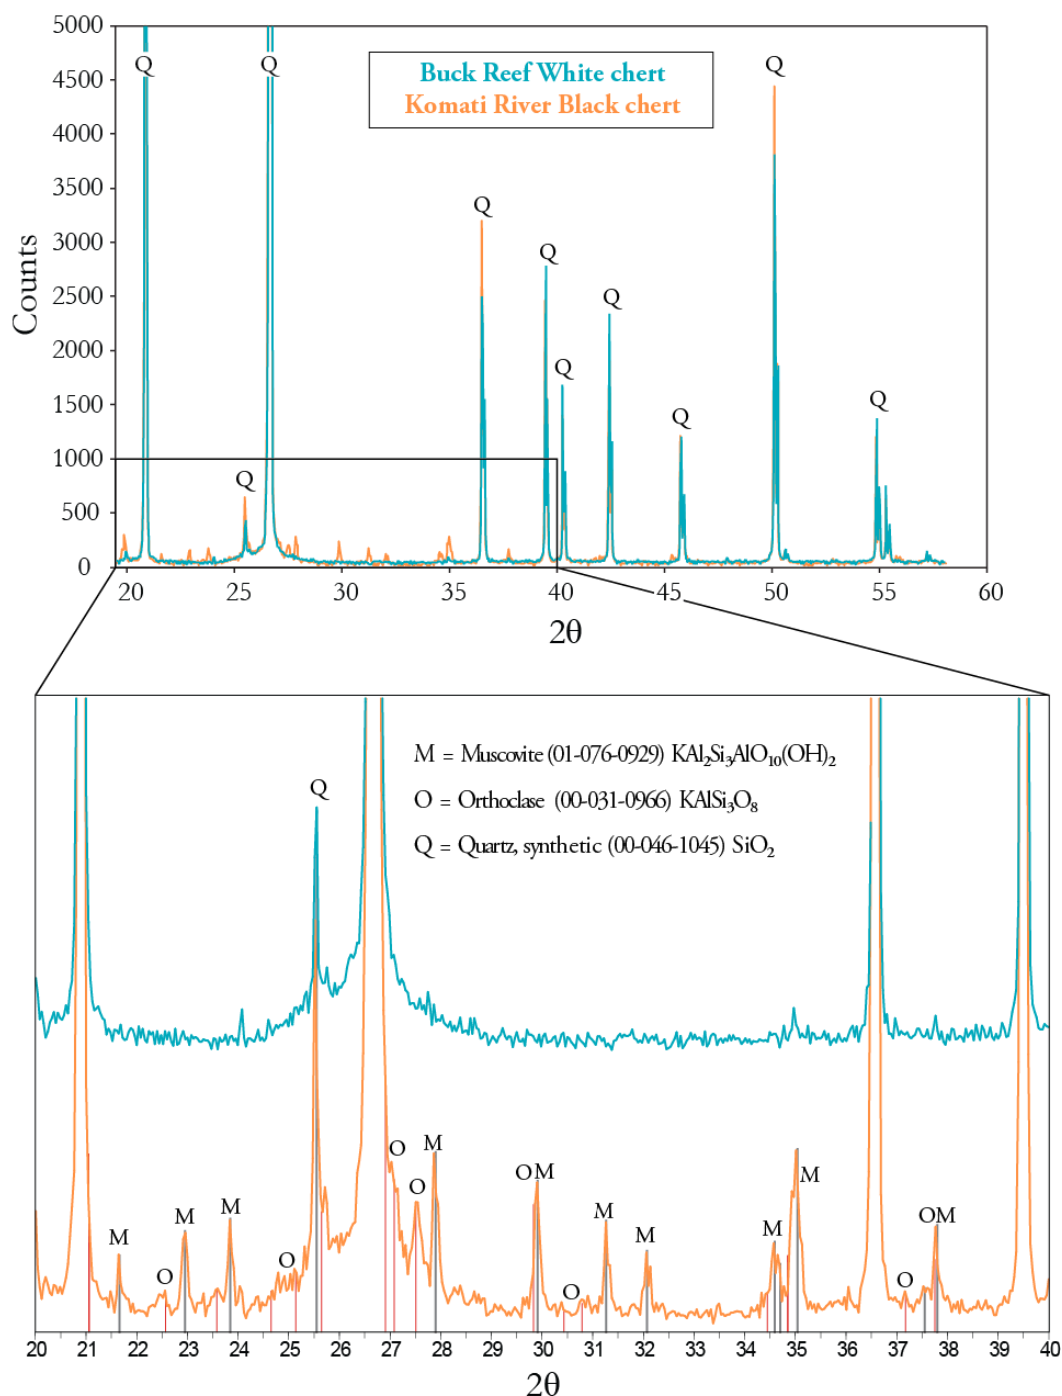 5000
4500
4000
3500
3000
2500
2000
1500
1000
500
0
Counts
Buck Reef White chert
Komati River Black chert
Q
Q
Q
Q
Q
Q
Q
Q
Q
Q
20 25 30 35 40 45 50 55 60
2θ
M = Muscovite (01-076-0929) KAl₂Si₃AlO₁₀(OH)₂
O = Orthoclase (00-031-0966) KAlSi₃O₈
Q = Quartz, synthetic (00-046-1045) SiO₂
Q
M
O
M
M
O
O
O
M
O M
O
M
M
M
M
O
OM
20 21 22 23 24 25 26 27 28 29 30 31 32 33 34 35 36 37 38 39 40
2θ